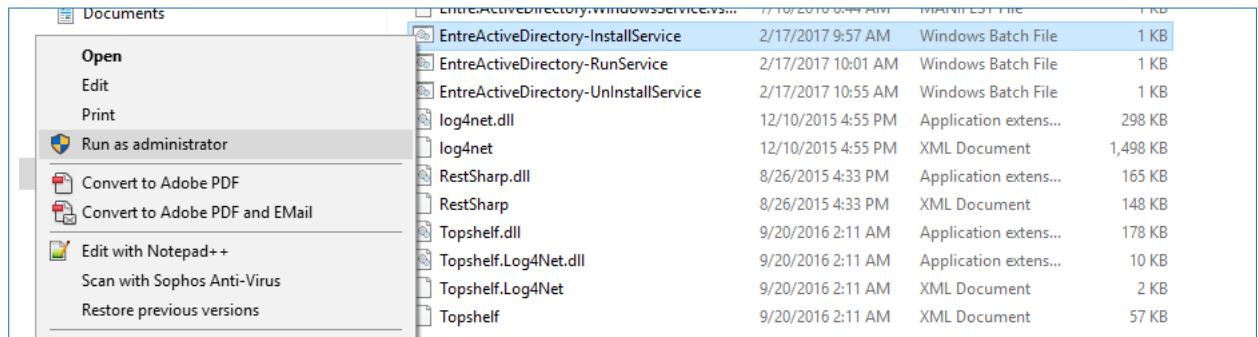 Documents
Open
Edit
Print
Run as administrator
Convert to Adobe PDF
Convert to Adobe PDF and EMail
Edit with Notepad++
Scan with Sophos Anti-Virus
Restore previous versions
EntreActiveDirectory-InstallService 2/17/2017 9:57 AM Windows Batch File 1 KB
EntreActiveDirectory-RunService 2/17/2017 10:01 AM Windows Batch File 1 KB
EntreActiveDirectory-UnInstallService 2/17/2017 10:55 AM Windows Batch File 1 KB
log4net.dll 12/10/2015 4:55 PM Application extens... 298 KB
log4net 12/10/2015 4:55 PM XML Document 1,498 KB
RestSharp.dll 8/26/2015 4:33 PM Application extens... 165 KB
RestSharp 8/26/2015 4:33 PM XML Document 148 KB
Topshelf.dll 9/20/2016 2:11 AM Application extens... 178 KB
Topshelf.Log4Net.dll 9/20/2016 2:11 AM Application extens... 10 KB
Topshelf.Log4Net 9/20/2016 2:11 AM XML Document 2 KB
Topshelf 9/20/2016 2:11 AM XML Document 57 KB